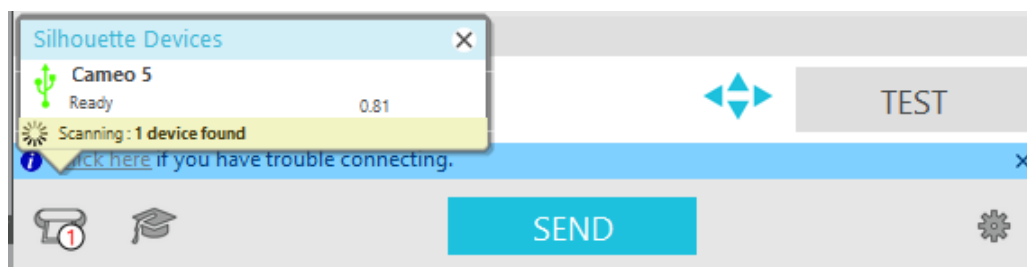 Silhouette Devices
Cameo 5
Ready 0.81
Scanning : 1 device found
TEST
here if you have trouble connecting.
1
SEND